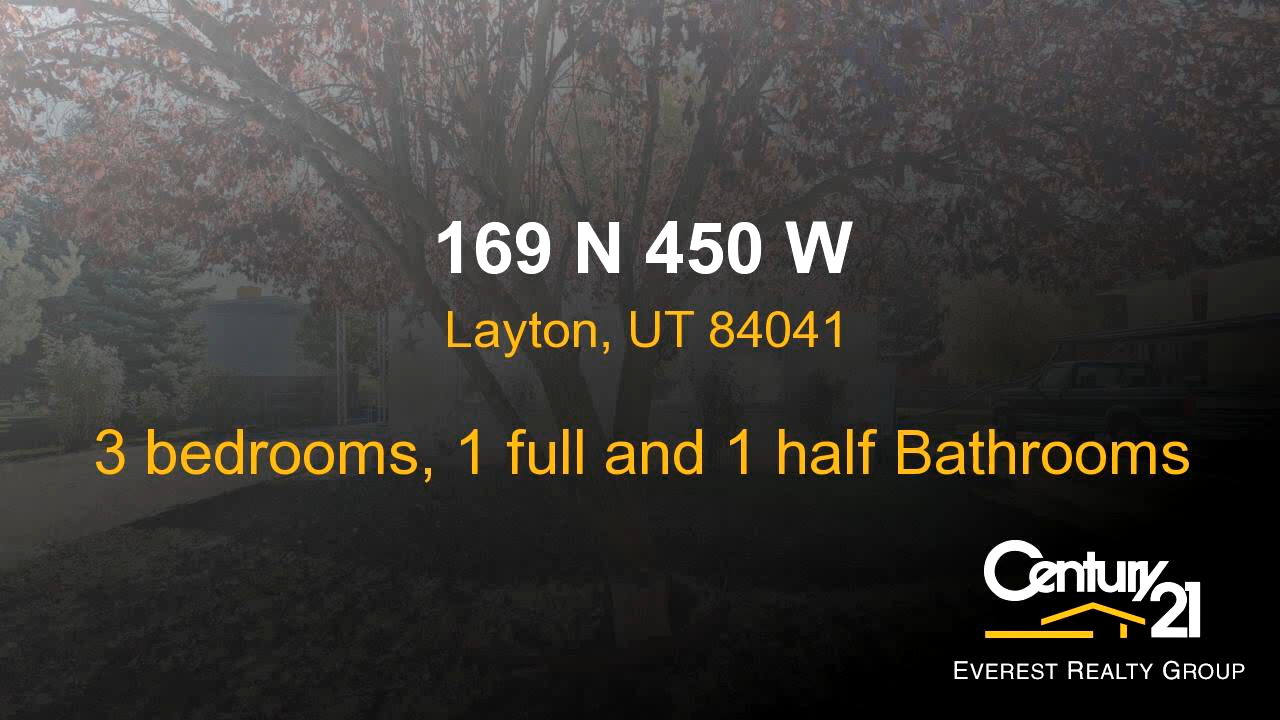 169 N 450 W
Layton, UT 84041
3 bedrooms, 1 full and 1 half Bathrooms
Century 21
EVEREST REALTY GROUP